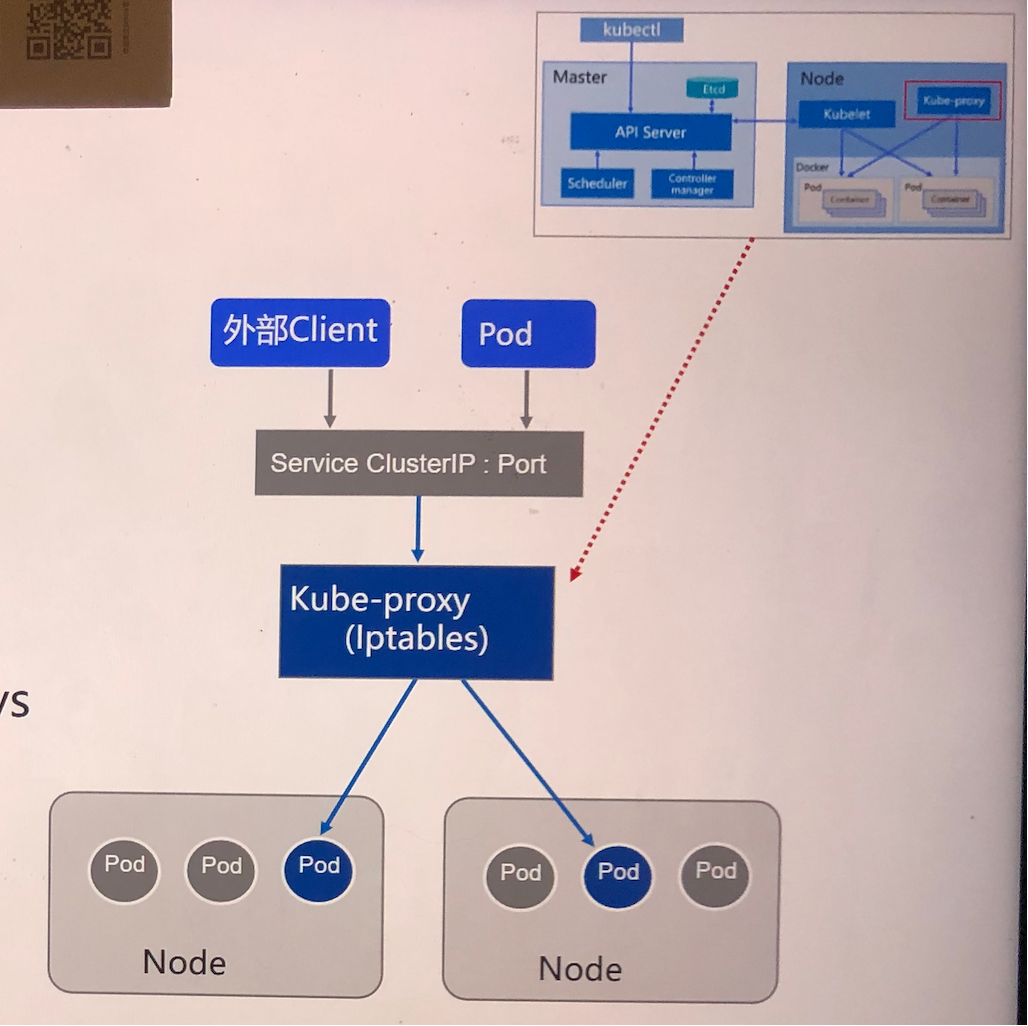 kubectl
Master
Etcd
API Server
Scheduler
Controller
manager
Node
Kubelet
Kube-proxy
Docker
Pod
Container
Pod
Container
外部Client
Pod
Service ClusterIP : Port
Kube-proxy
(Iptables)
Pod
Pod
Pod
Node
Pod
Pod
Pod
Node